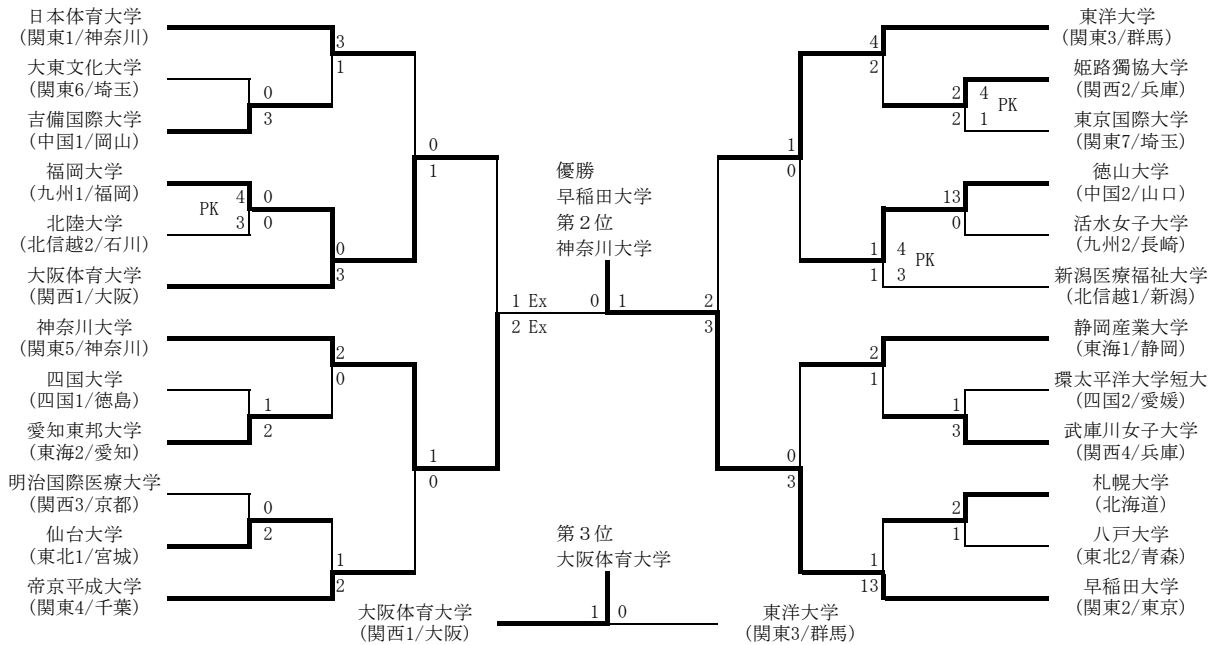 日本体育大学
(関東1/神奈川)
大東文化大学
(関東6/埼玉)
吉備国際大学
(中国1/岡山)
福岡大学
(九州1/福岡)
北陸大学
(北信越2/石川)
大阪体育大学
(関西1/大阪)
神奈川大学
(関東5/神奈川)
四国大学
(四国1/徳島)
愛知東邦大学
(東海2/愛知)
明治国際医療大学
(関西3/京都)
仙台大学
(東北1/宮城)
帝京平成大学
(関東4/千葉)
3
1
0
3
PK
4
3
0
0
0
3
0
1
2
0
1
2
0
2
1
2
1
0
1 Ex
2 Ex
優勝
早稲田大学
第2位
神奈川大学
0
1
第3位
大阪体育大学
1
0
大阪体育大学
(関西1/大阪)
東洋大学
(関東3/群馬)
2
3
1
0
4
2
2
2
4
1
PK
13
0
1
1
4
3
PK
0
3
2
1
1
3
2
1
1
13
東洋大学
(関東3/群馬)
姫路獨協大学
(関西2/兵庫)
東京国際大学
(関東7/埼玉)
徳山大学
(中国2/山口)
活水女子大学
(九州2/長崎)
新潟医療福祉大学
(北信越1/新潟)
静岡産業大学
(東海1/静岡)
環太平洋大学短大
(四国2/愛媛)
武庫川女子大学
(関西4/兵庫)
札幌大学
(北海道)
八戸大学
(東北2/青森)
早稲田大学
(関東2/東京)